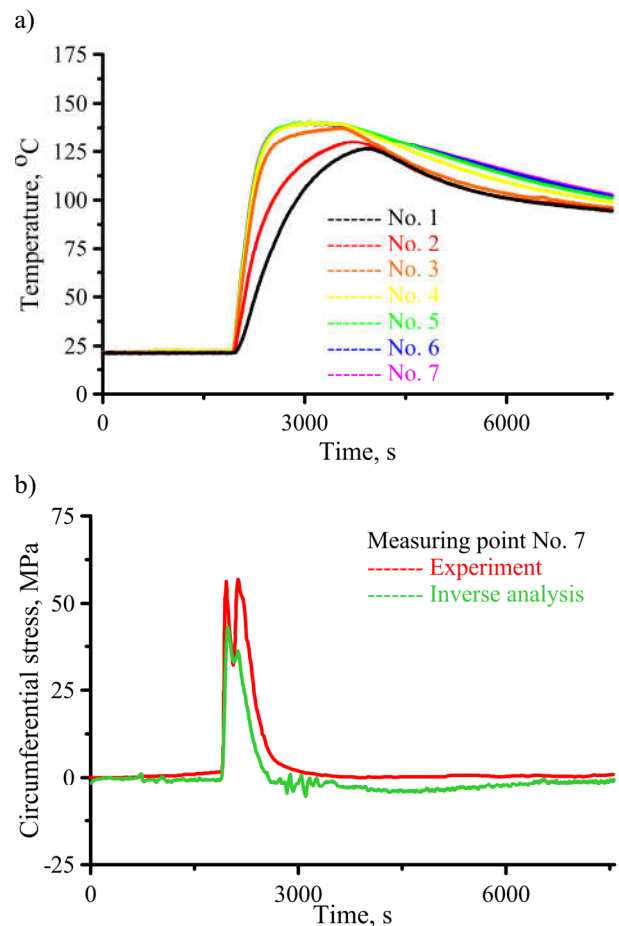 a)
Temperature, °C
175
150
125
100
75
50
25
0
No. 1
No. 2
No. 3
No. 4
No. 5
No. 6
No. 7
0
3000
6000
Time, s
b)
Circumferential stress, MPa
75
50
25
0
-25
Measuring point No. 7
Experiment
Inverse analysis
0
3000
6000
Time, s